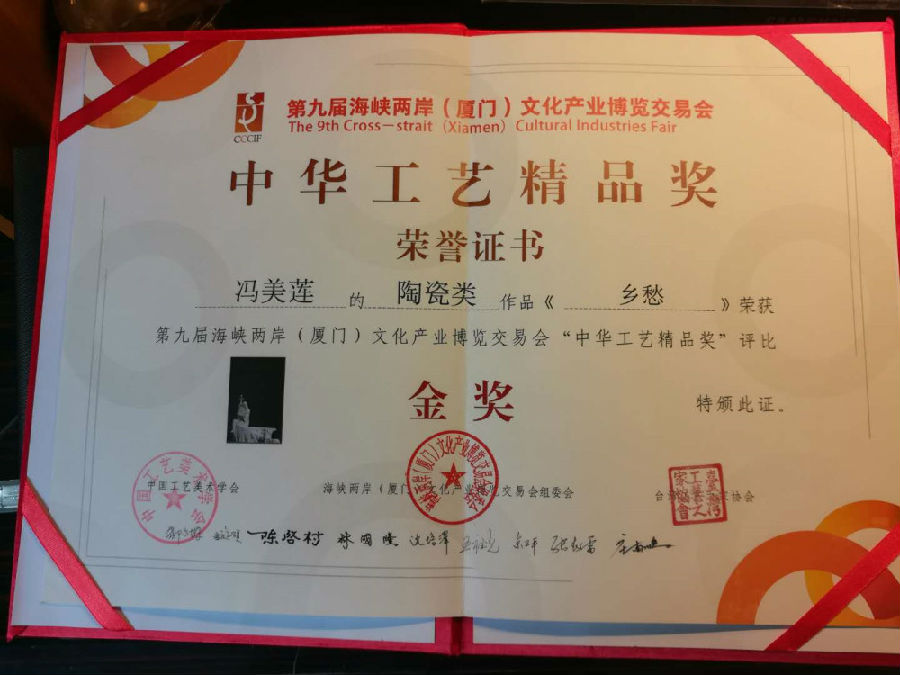 CCCIF
第九届海峡两岸（厦门）文化产业博览交易会
The 9th Cross—strait（Xiamen）Cultural Industries Fair
中华工艺精品奖
荣誉证书
冯美莲 的 陶瓷类 作品《 乡愁 》荣获
第九届海峡两岸（厦门）文化产业博览交易会“中华工艺精品奖”评比
金奖 特颁此证。
中国工艺美术学会 海峡两岸（厦门）文化产业博览交易会组委会
陈啓村